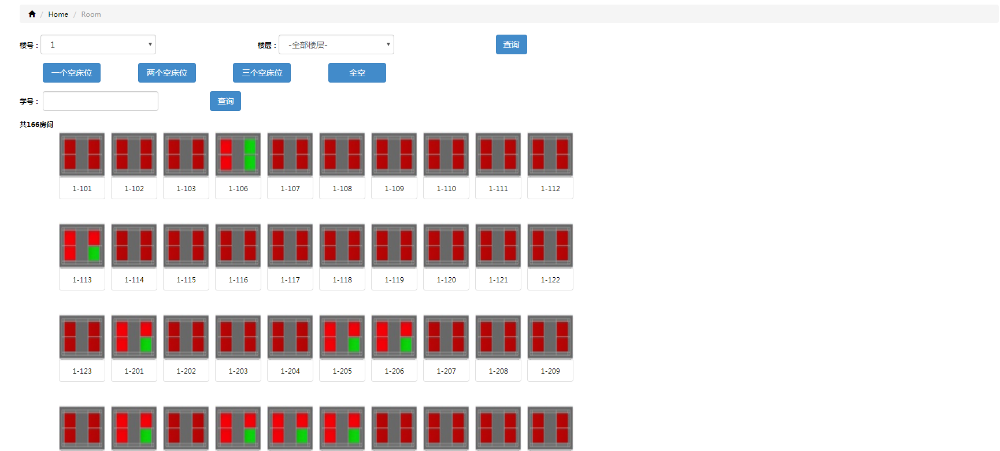 / Home / Room
楼号： 1 楼层： -全部楼层- 查询
一个空床位 两个空床位 三个空床位 全空
学号： 查询
共166房间
1-101 1-102 1-103 1-106 1-107 1-108 1-109 1-110 1-111 1-112
1-113 1-114 1-115 1-116 1-117 1-118 1-119 1-120 1-121 1-122
1-123 1-201 1-202 1-203 1-204 1-205 1-206 1-207 1-208 1-209